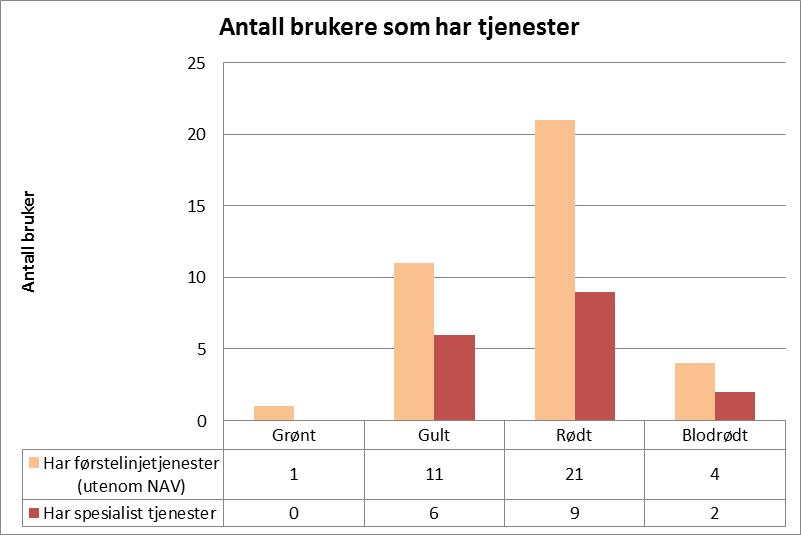 Antall brukere som har tjenester
Antall bruker
25
20
15
10
5
0
Grønt Gult Rødt Blodrødt
Har førstelinjetjenester
(utenom NAV) 1 11 21 4
Har spesialist tjenester 0 6 9 2